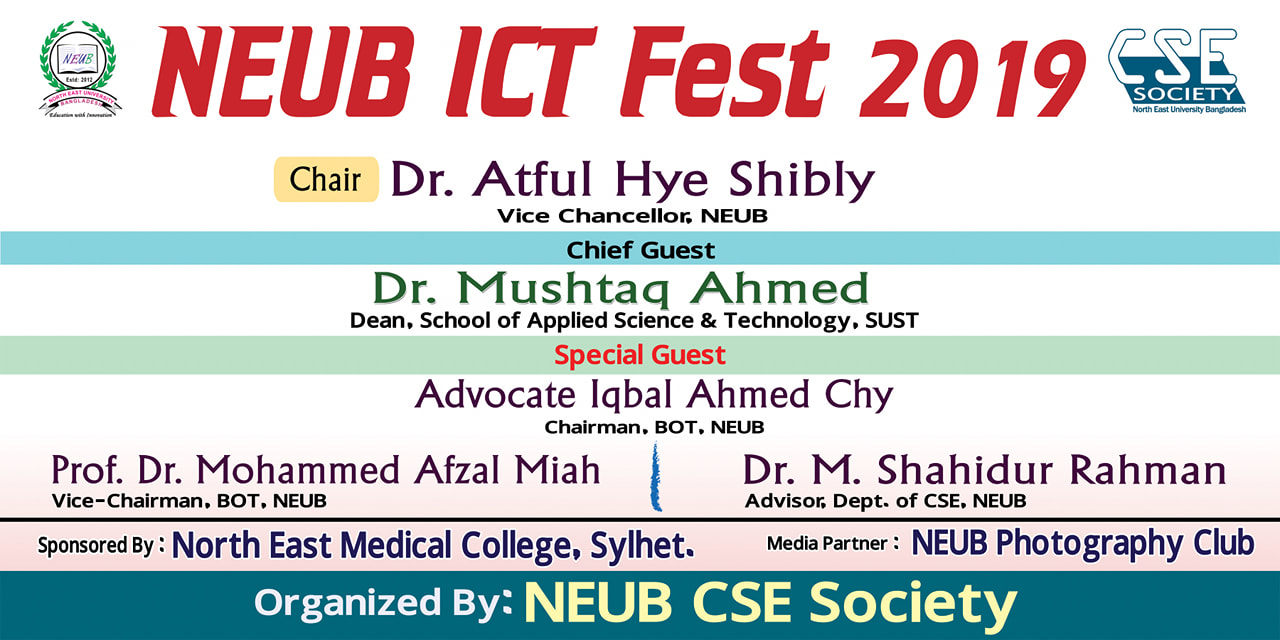 NEUB
Estd: 2012
NORTH EAST UNIVERSITY
BANGLADESH
Education with Innovation
NEUB ICT Fest 2019
CSE
SOCIETY
North East University Bangladesh
Chair Dr. Atful Hye Shibly
Vice Chancellor, NEUB
Chief Guest
Dr. Mushtaq Ahmed
Dean, School of Applied Science & Technology, SUST
Special Guest
Advocate Iqbal Ahmed Chy
Chairman, BOT, NEUB
Prof. Dr. Mohammed Afzal Miah
Vice-Chairman, BOT, NEUB
Dr. M. Shahidur Rahman
Advisor, Dept. of CSE, NEUB
Sponsored By : North East Medical College, Sylhet.
Media Partner : NEUB Photography Club
Organized By: NEUB CSE Society